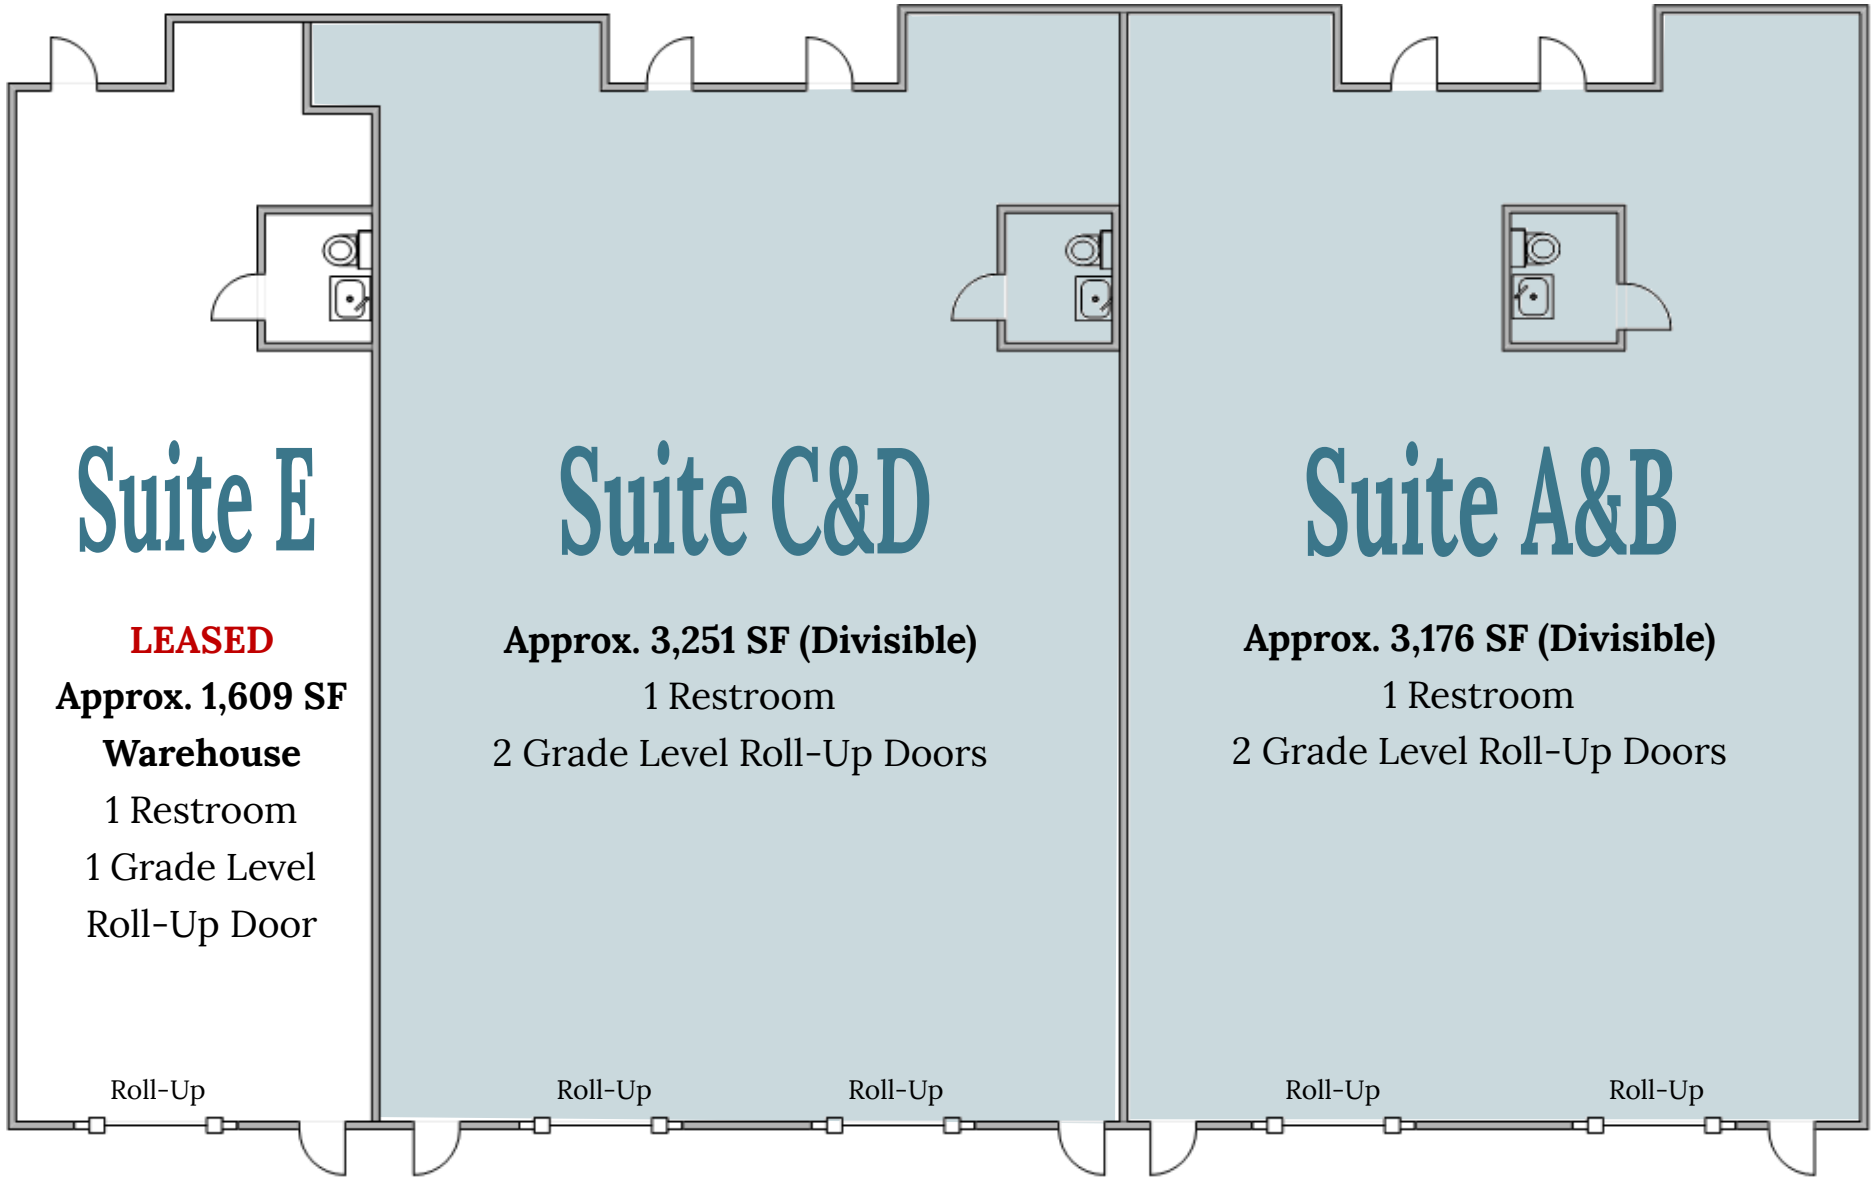 Suite E
LEASED
Approx. 1,609 SF
Warehouse
1 Restroom
1 Grade Level
Roll-Up Door
Roll-Up
Suite C&D
Approx. 3,251 SF (Divisible)
1 Restroom
2 Grade Level Roll-Up Doors
Roll-Up
Roll-Up
Suite A&B
Approx. 3,176 SF (Divisible)
1 Restroom
2 Grade Level Roll-Up Doors
Roll-Up
Roll-Up